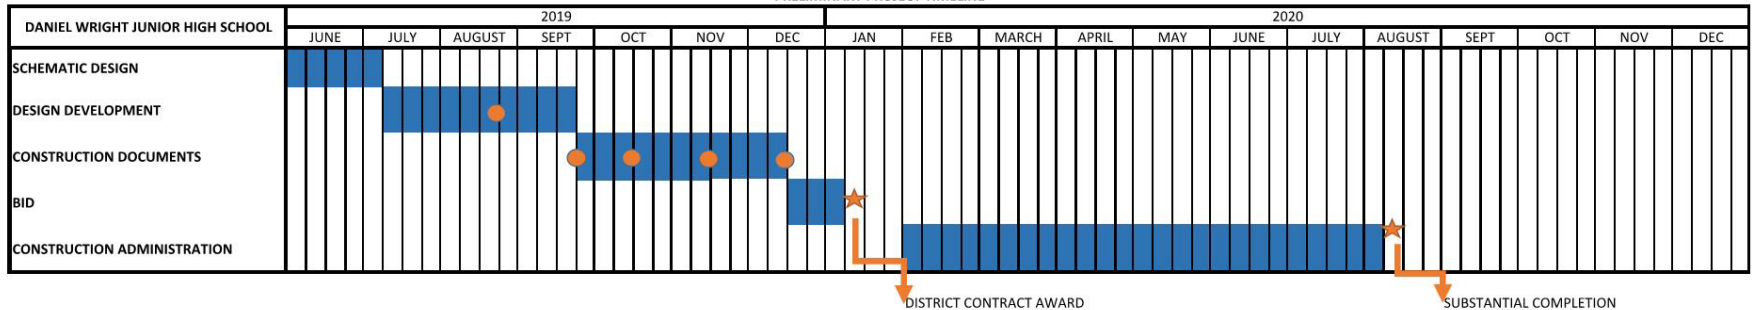 DANIEL WRIGHT JUNIOR HIGH SCHOOL
2019 2020
JUNE JULY AUGUST SEPT OCT NOV DEC JAN FEB MARCH APRIL MAY JUNE JULY AUGUST SEPT OCT NOV DEC
SCHEMATIC DESIGN
DESIGN DEVELOPMENT
CONSTRUCTION DOCUMENTS
BID
CONSTRUCTION ADMINISTRATION
DISTRICT CONTRACT AWARD SUBSTANTIAL COMPLETION